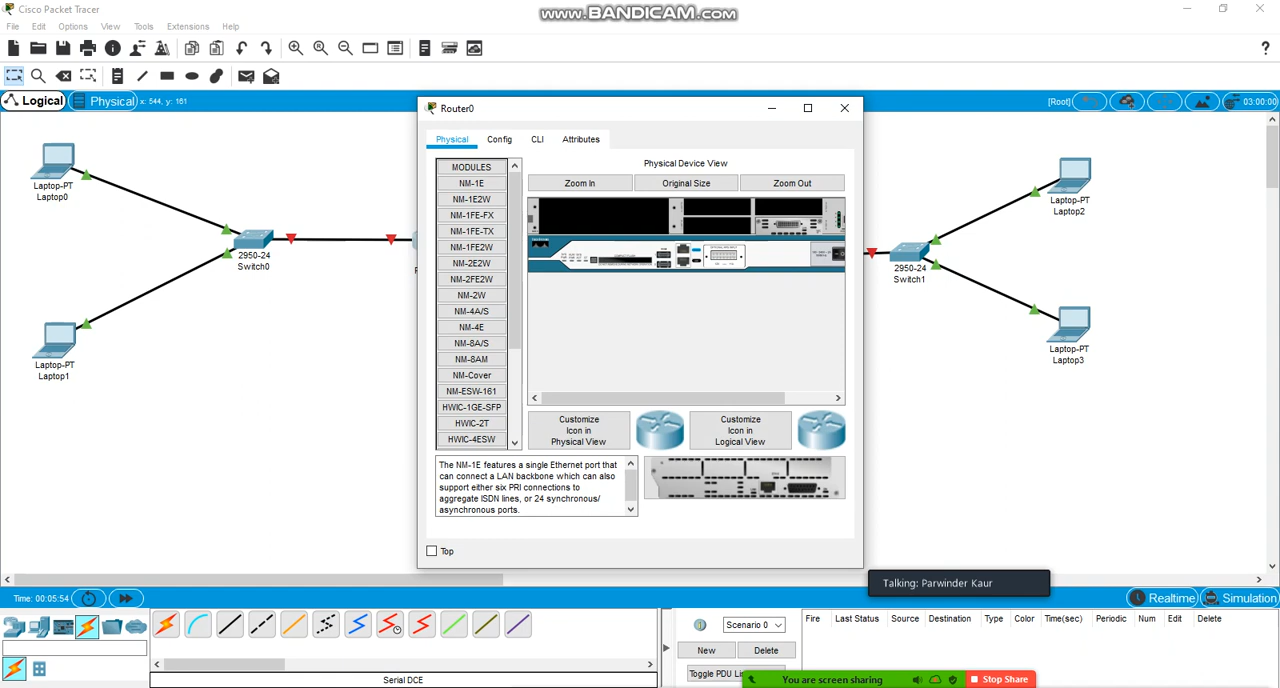 Cisco Packet Tracer
www.BANDICAM.com
File Edit Options View Tools Extensions Help
Logical Physical x: 544, y: 161 [Root] 03:00:00
Router0
Physical Config CLI Attributes
MODULES
NM-1E
NM-1E2W
NM-1FE-FX
NM-1FE-TX
NM-1FE2W
NM-2E2W
NM-2FE2W
NM-2W
NM-4A/S
NM-4E
NM-8A/S
NM-8AM
NM-Cover
NM-ESW-161
HWIC-1GE-SFP
HWIC-2T
HWIC-4ESW
Physical Device View
Zoom In Original Size Zoom Out
Customize
Icon in
Physical View
Customize
Icon in
Logical View
The NM-1E features a single Ethernet port that
can connect a LAN backbone which can also
support either six PRI connections to
aggregate ISDN lines, or 24 synchronous/
asynchronous ports.
Top
Laptop-PT
Laptop0
2950-24
Switch0
Laptop-PT
Laptop1
Laptop-PT
Laptop2
2950-24
Switch1
Laptop-PT
Laptop3
Talking: Parwinder Kaur
Time: 00:05:54
Realtime Simulation
Scenario 0
New Delete
Toggle PDU Li
Fire Last Status Source Destination Type Color Time(sec) Periodic Num Edit Delete
Serial DCE
You are screen sharing Stop Share